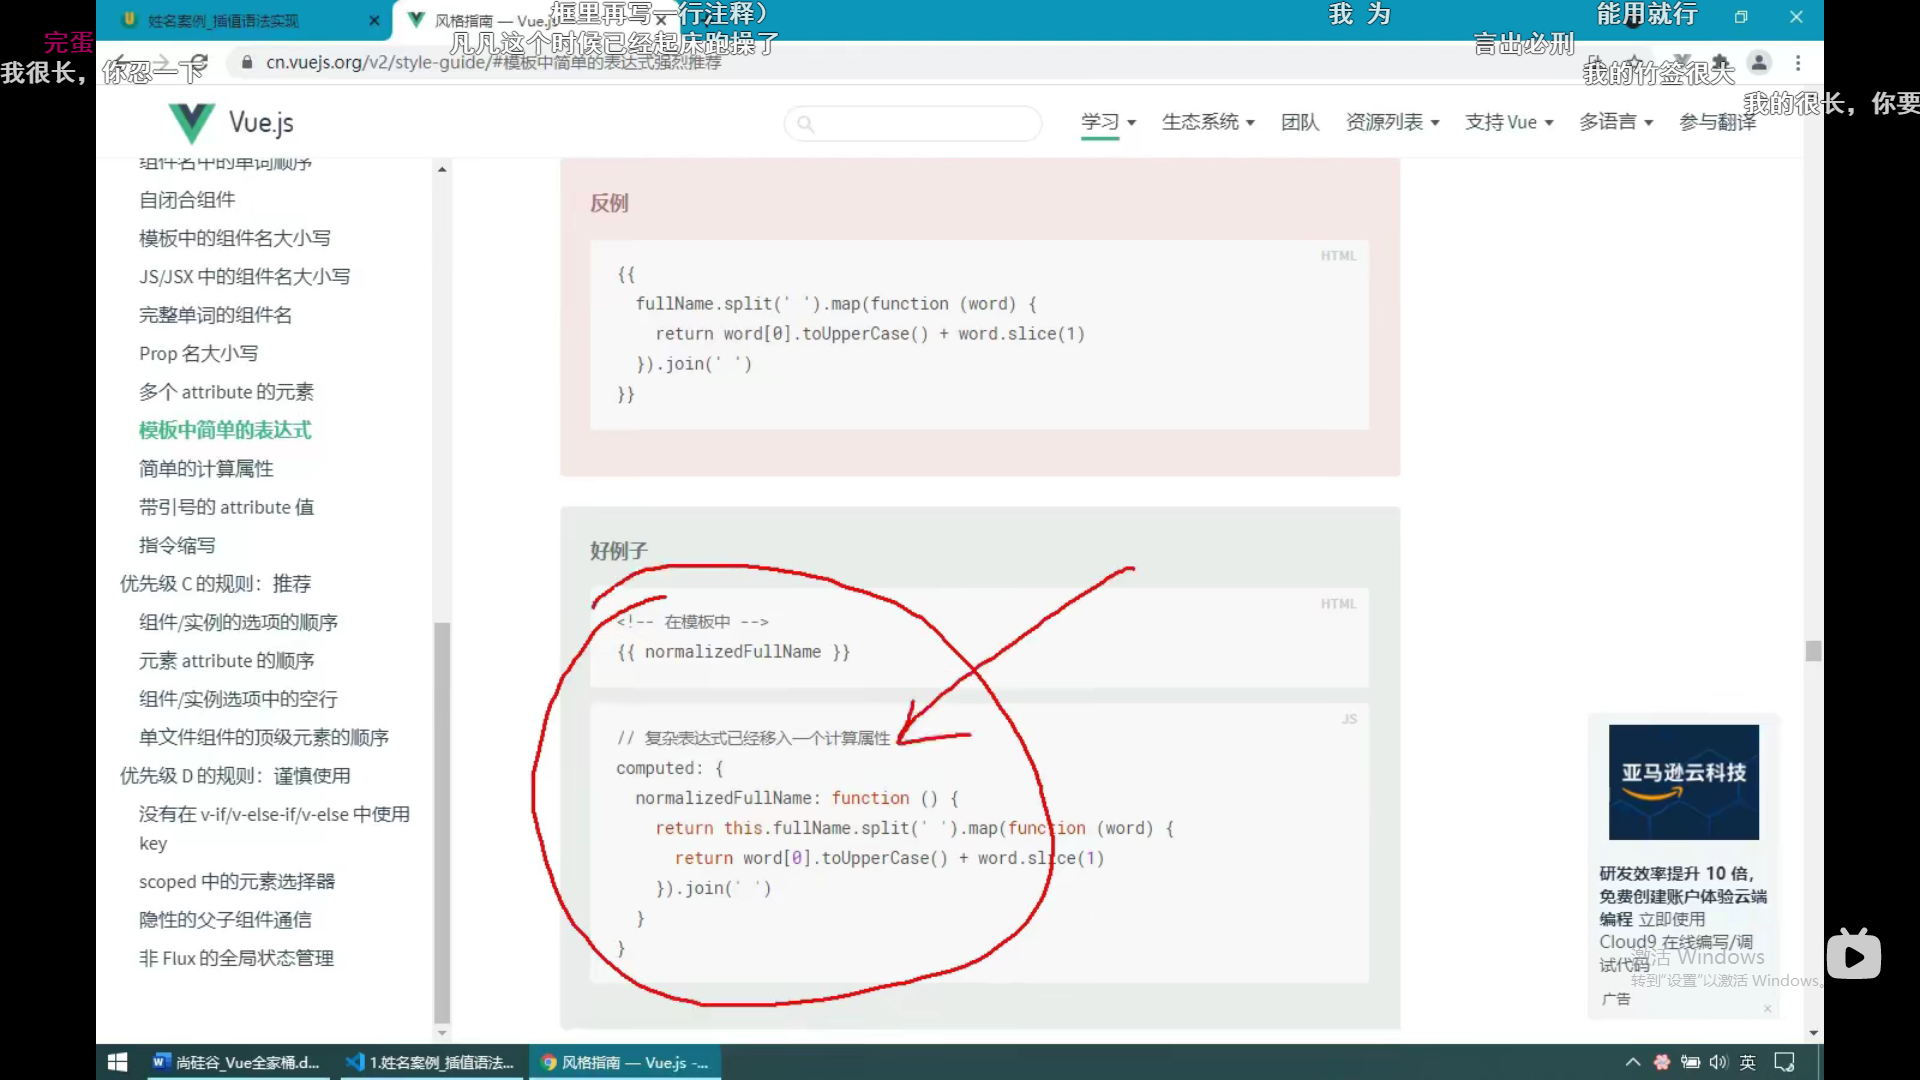 姓名案例_插值语法实现
风格指南 — Vue.js
框里再写一行注释）
我 为
能用就行
完蛋
凡凡这个时候已经起床跑操了
言出必刑
我很长，你忍一下
cn.vuejs.org/v2/style-guide/#模板中简单的表达式强烈推荐
我的竹签很大
我的很长，你要
Vue.js
学习
生态系统
团队
资源列表
支持 Vue
多语言
参与翻译
组件名中的单词顺序
自闭合组件
模板中的组件名大小写
JS/JSX 中的组件名大小写
完整单词的组件名
Prop 名大小写
多个 attribute 的元素
模板中简单的表达式
简单的计算属性
带引号的 attribute 值
指令缩写
优先级 C 的规则：推荐
组件/实例的选项的顺序
元素 attribute 的顺序
组件/实例选项中的空行
单文件组件的顶级元素的顺序
优先级 D 的规则：谨慎使用
没有在 v-if/v-else-if/v-else 中使用
key
scoped 中的元素选择器
隐性的父子组件通信
非 Flux 的全局状态管理
反例
HTML
{{
fullName.split(' ').map(function (word) {
return word[0].toUpperCase() + word.slice(1)
}).join(' ')
}}
好例子
HTML
<!-- 在模板中 -->
{{ normalizedFullName }}
JS
// 复杂表达式已经移入一个计算属性
computed: {
normalizedFullName: function () {
return this.fullName.split(' ').map(function (word) {
return word[0].toUpperCase() + word.slice(1)
}).join(' ')
}
}
亚马逊云科技
研发效率提升 10 倍，
免费创建账户体验云端
编程 立即使用
Cloud9 在线编写/调
试代码
广告
激活 Windows
转到"设置"以激活 Windows。
尚硅谷_Vue全家桶.d...
1.姓名案例_插值语法...
风格指南 — Vue.js -...
英